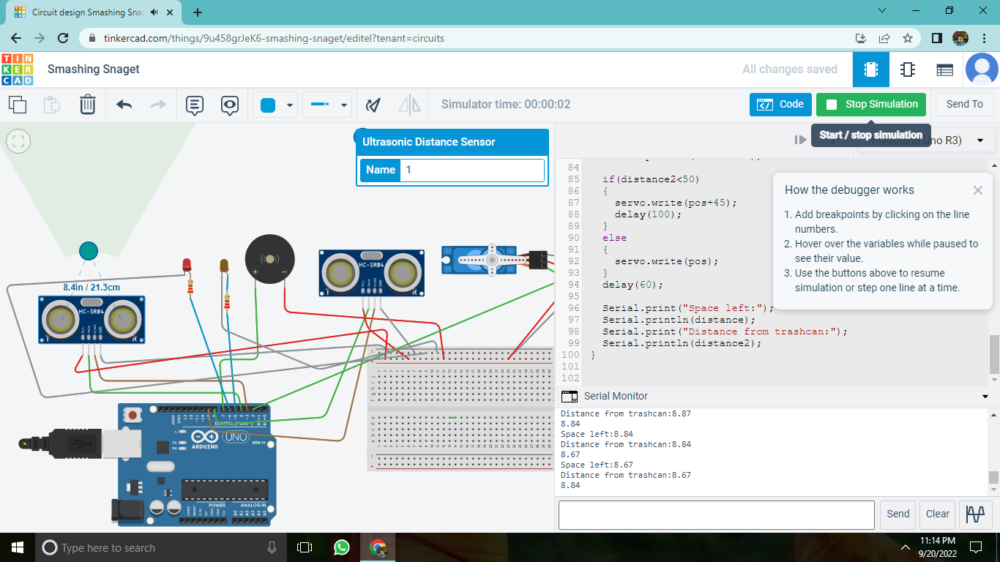 Circuit design Smashing Snag
tinkercad.com/things/9u458grJeK6-smashing-snaget/editel?tenant=circuits
TIN
KER
CAD
Smashing Snaget
All changes saved
Simulator time: 00:00:02
Code
Stop Simulation
Send To
Start / stop simulation
1 (Arduino Uno R3)
Ultrasonic Distance Sensor
Name
1
8.4in / 21.3cm
HC-SR04
T
R
HC-SR04
T
R
DIGITAL (PWM~)
UNO
ARDUINO
ON
POWER
ANALOG IN
84
85 if(distance2<50)
86 {
87 servo.write(pos+45);
88 delay(100);
89 }
90 else
91 {
92 servo.write(pos);
93 }
94 delay(60);
95
96 Serial.print("Space left:");
97 Serial.println(distance);
98 Serial.print("Distance from trashcan:");
99 Serial.println(distance2);
100 }
101
102
How the debugger works
1. Add breakpoints by clicking on the line
numbers.
2. Hover over the variables while paused to
see their value.
3. Use the buttons above to resume
simulation or step one line at a time.
Serial Monitor
Distance from trashcan:8.87
8.84
Space left:8.84
Distance from trashcan:8.84
8.67
Space left:8.67
Distance from trashcan:8.67
8.84
Send
Clear
Type here to search
11:14 PM
9/20/2022